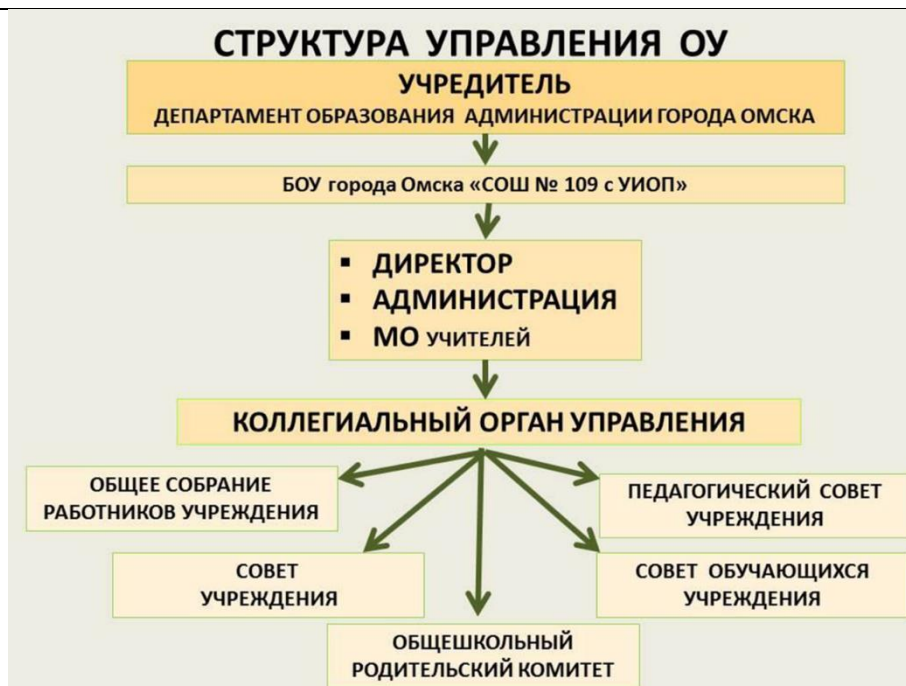 СТРУКТУРА УПРАВЛЕНИЯ ОУ
УЧРЕДИТЕЛЬ
ДЕПАРТАМЕНТ ОБРАЗОВАНИЯ АДМИНИСТРАЦИИ ГОРОДА ОМСКА
БОУ города Омска «СОШ № 109 с УИОП»
▪ ДИРЕКТОР
▪ АДМИНИСТРАЦИЯ
▪ МО УЧИТЕЛЕЙ
КОЛЛЕГИАЛЬНЫЙ ОРГАН УПРАВЛЕНИЯ
ОБЩЕЕ СОБРАНИЕ
РАБОТНИКОВ УЧРЕЖДЕНИЯ
ПЕДАГОГИЧЕСКИЙ СОВЕТ
УЧРЕЖДЕНИЯ
СОВЕТ
УЧРЕЖДЕНИЯ
СОВЕТ ОБУЧАЮЩИХСЯ
УЧРЕЖДЕНИЯ
ОБЩЕШКОЛЬНЫЙ
РОДИТЕЛЬСКИЙ КОМИТЕТ